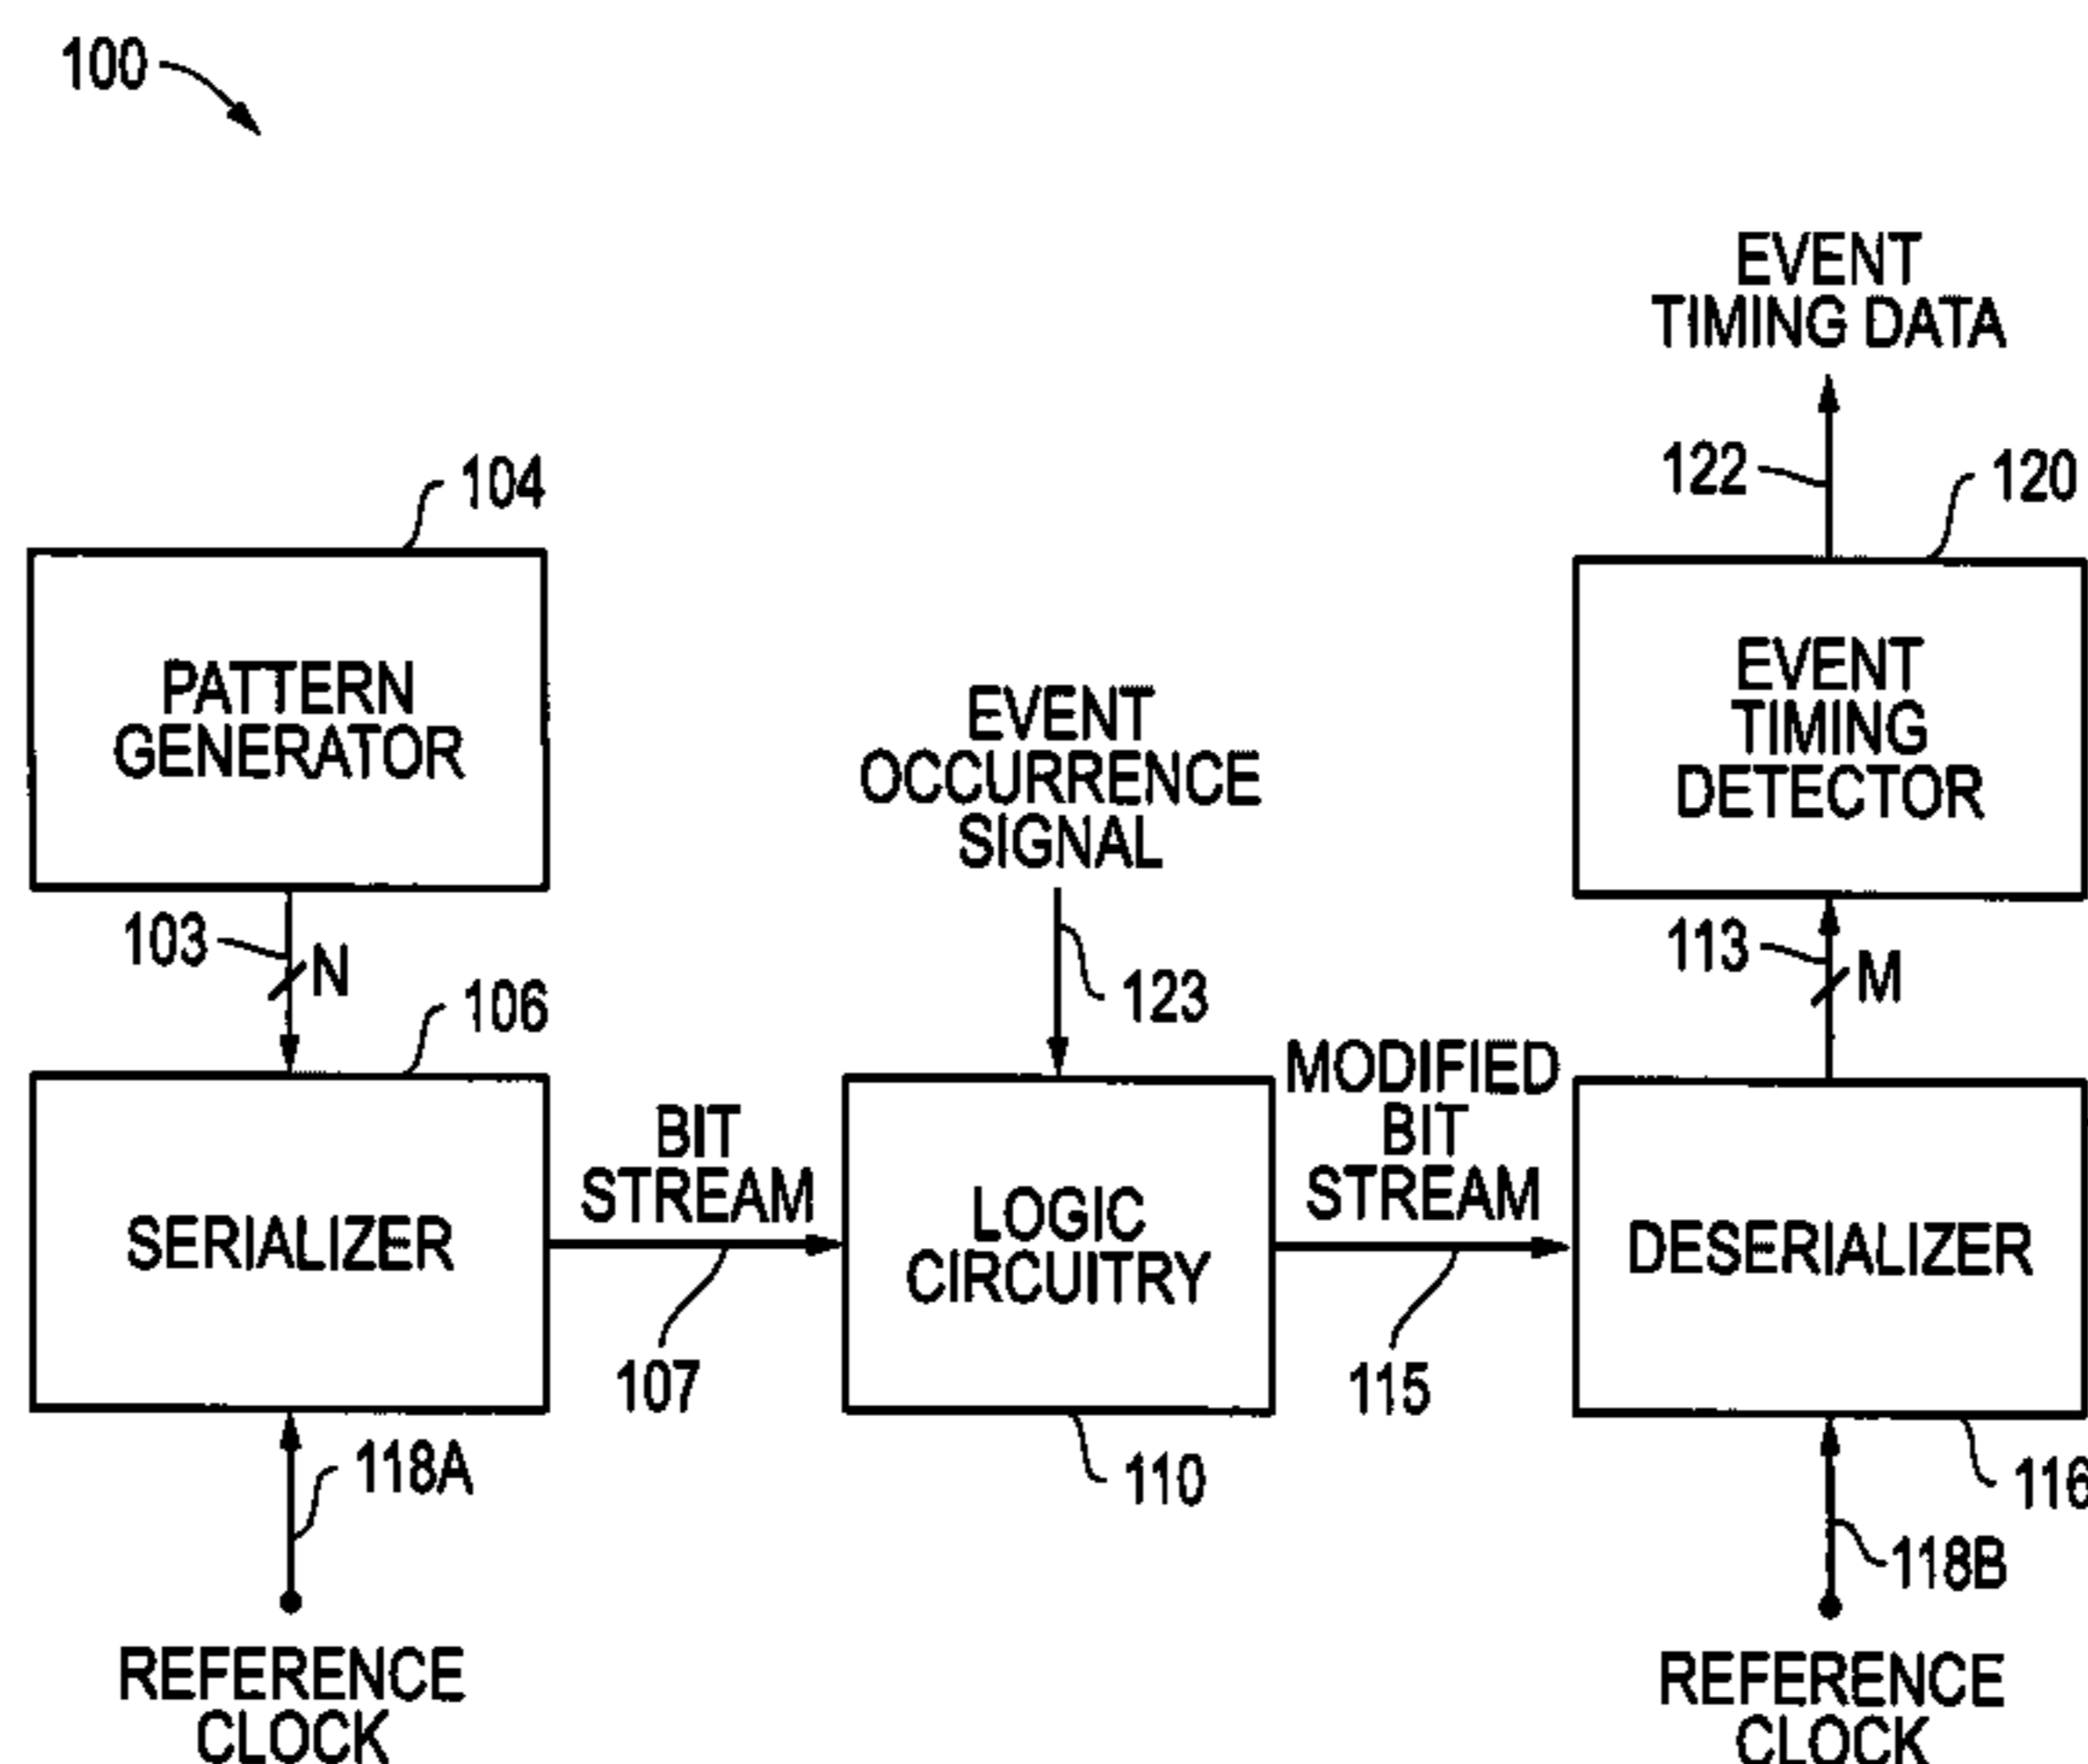 100
EVENT
TIMING DATA
122
120
104
PATTERN
GENERATOR
EVENT
OCCURRENCE
SIGNAL
EVENT
TIMING
DETECTOR
103
N
123
113
M
106
SERIALIZER
BIT
STREAM
107
LOGIC
CIRCUITRY
MODIFIED
BIT
STREAM
115
DESERIALIZER
118A
110
116
118B
REFERENCE
CLOCK
REFERENCE
CLOCK